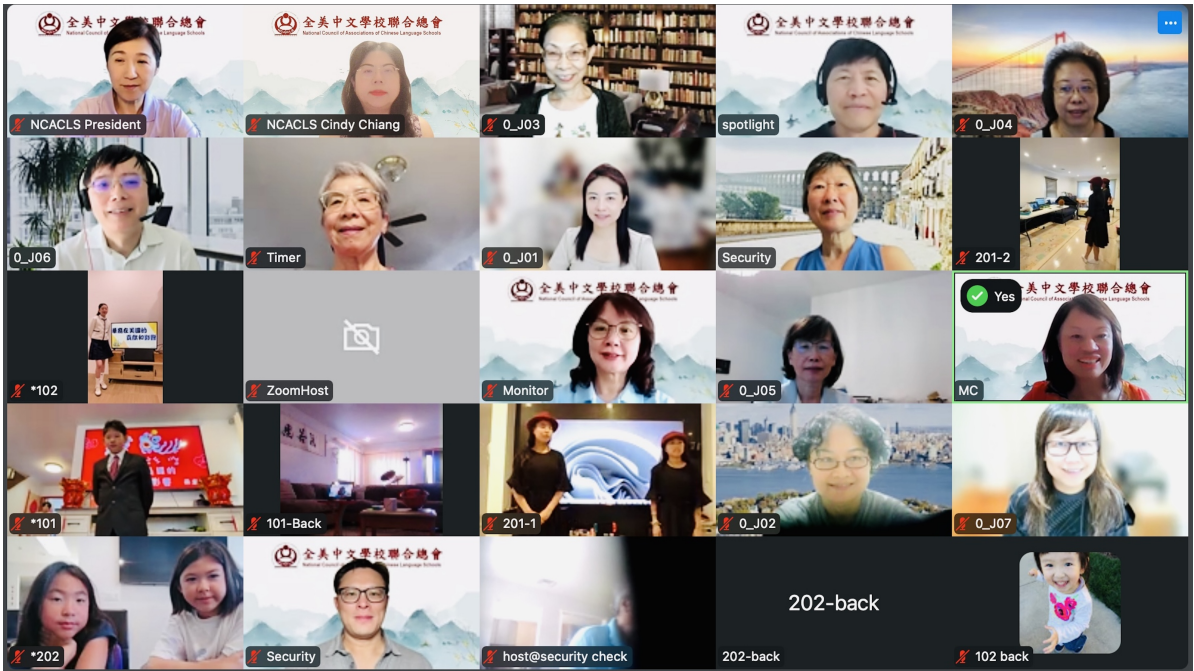 全美中文學校聯合總會
National Council of Associations of Chinese Language Schools
NCACLS President
全美中文學校聯合總會
National Council of Associations of Chinese Language Schools
NCACLS Cindy Chiang
0_J03
全美中文學校聯合總會
National Council of Associations of Chinese Language Schools
spotlight
0_J04
0_J06
Timer
0_J01
Security
201-2
*102
ZoomHost
全美中文學校聯合總會
National Council of Associations of Chinese Language Schools
Monitor
0_J05
Yes
中文學校聯合總會
Council of Associations of Chinese Language Schools
MC
*101
101-Back
201-1
0_J02
0_J07
*202
全美中文學校聯合總會
National Council of Associations of Chinese Language Schools
Security
host@security check
202-back
202-back
102 back